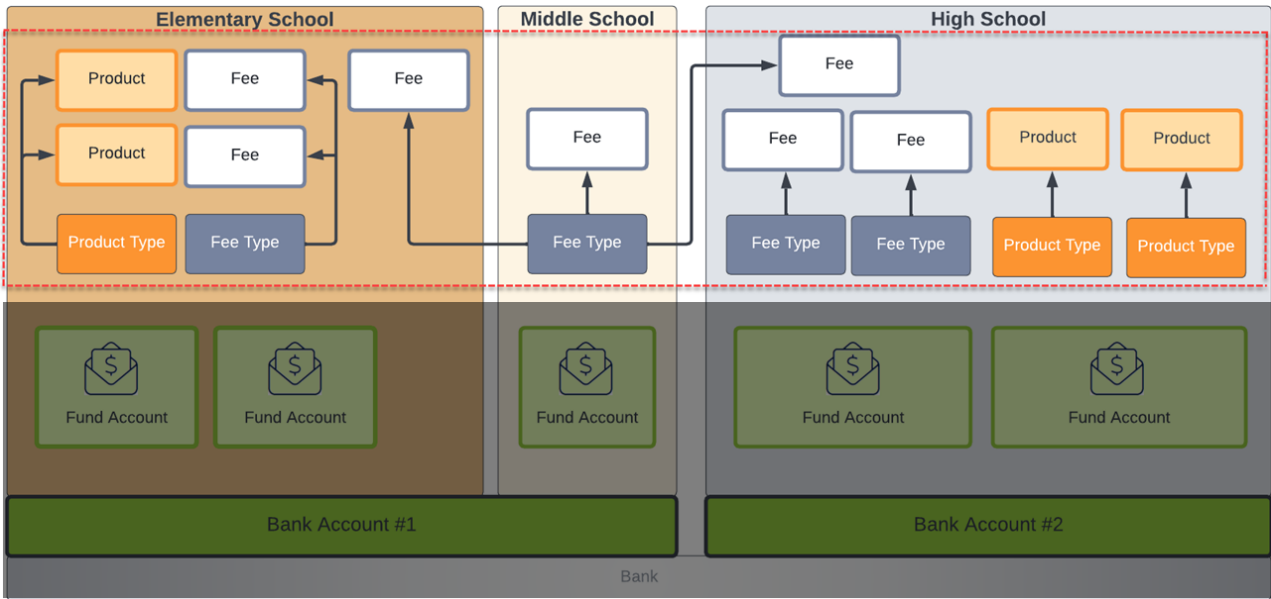 Elementary School
Middle School
High School
Product
Fee
Fee
Fee
Product
Fee
Fee
Fee
Fee
Product
Product
Product Type
Fee Type
Fee Type
Fee Type
Fee Type
Product Type
Product Type
$
$
$
$
$
Fund Account
Fund Account
Fund Account
Fund Account
Fund Account
Bank Account #1
Bank Account #2
Bank